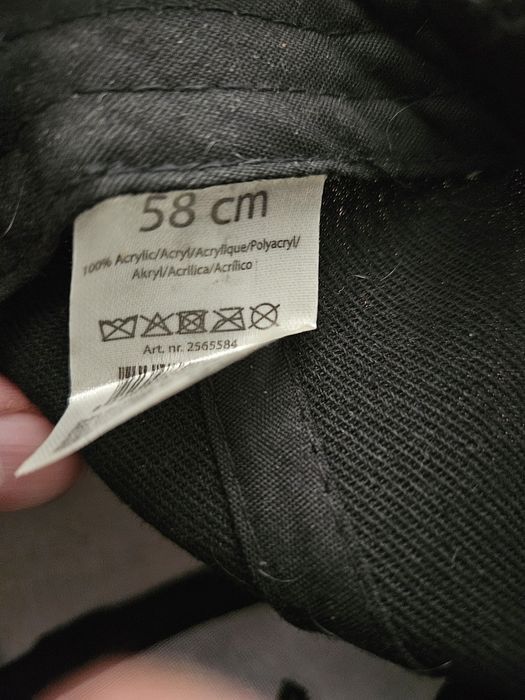 58 cm
100% Acrylic/Acryl/Acrylique/Polyacryl/
Akryl/Acrilica/Acrílico
Art. nr. 2565584